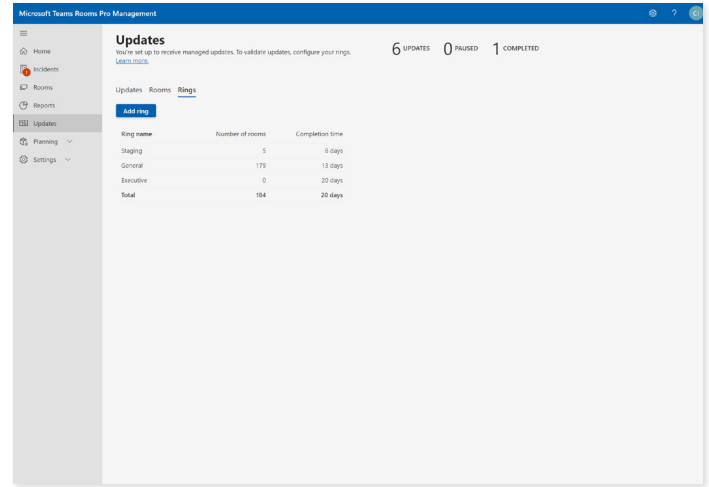 Microsoft Teams Rooms Pro Management
? CI
Home
Incidents
Rooms
Reports
Updates
Planning
Settings
Updates
You're set up to receive managed updates. To validate updates, configure your rings.
Learn more.
6 UPDATES 0 PAUSED 1 COMPLETED
Updates Rooms Rings
Add ring
Ring name Number of rooms Completion time
Staging 5 6 days
General 179 13 days
Executive 0 20 days
Total 184 20 days